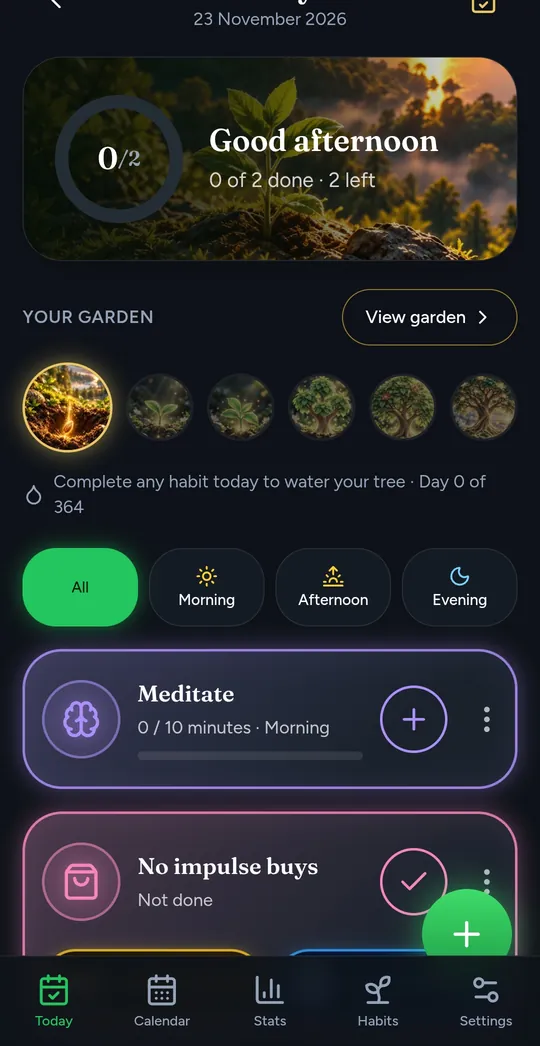 23 November 2026
0/2
Good afternoon
0 of 2 done · 2 left
YOUR GARDEN
View garden
Complete any habit today to water your tree · Day 0 of
364
All
Morning
Afternoon
Evening
Meditate
0 / 10 minutes · Morning
No impulse buys
Not done
Today
Calendar
Stats
Habits
Settings